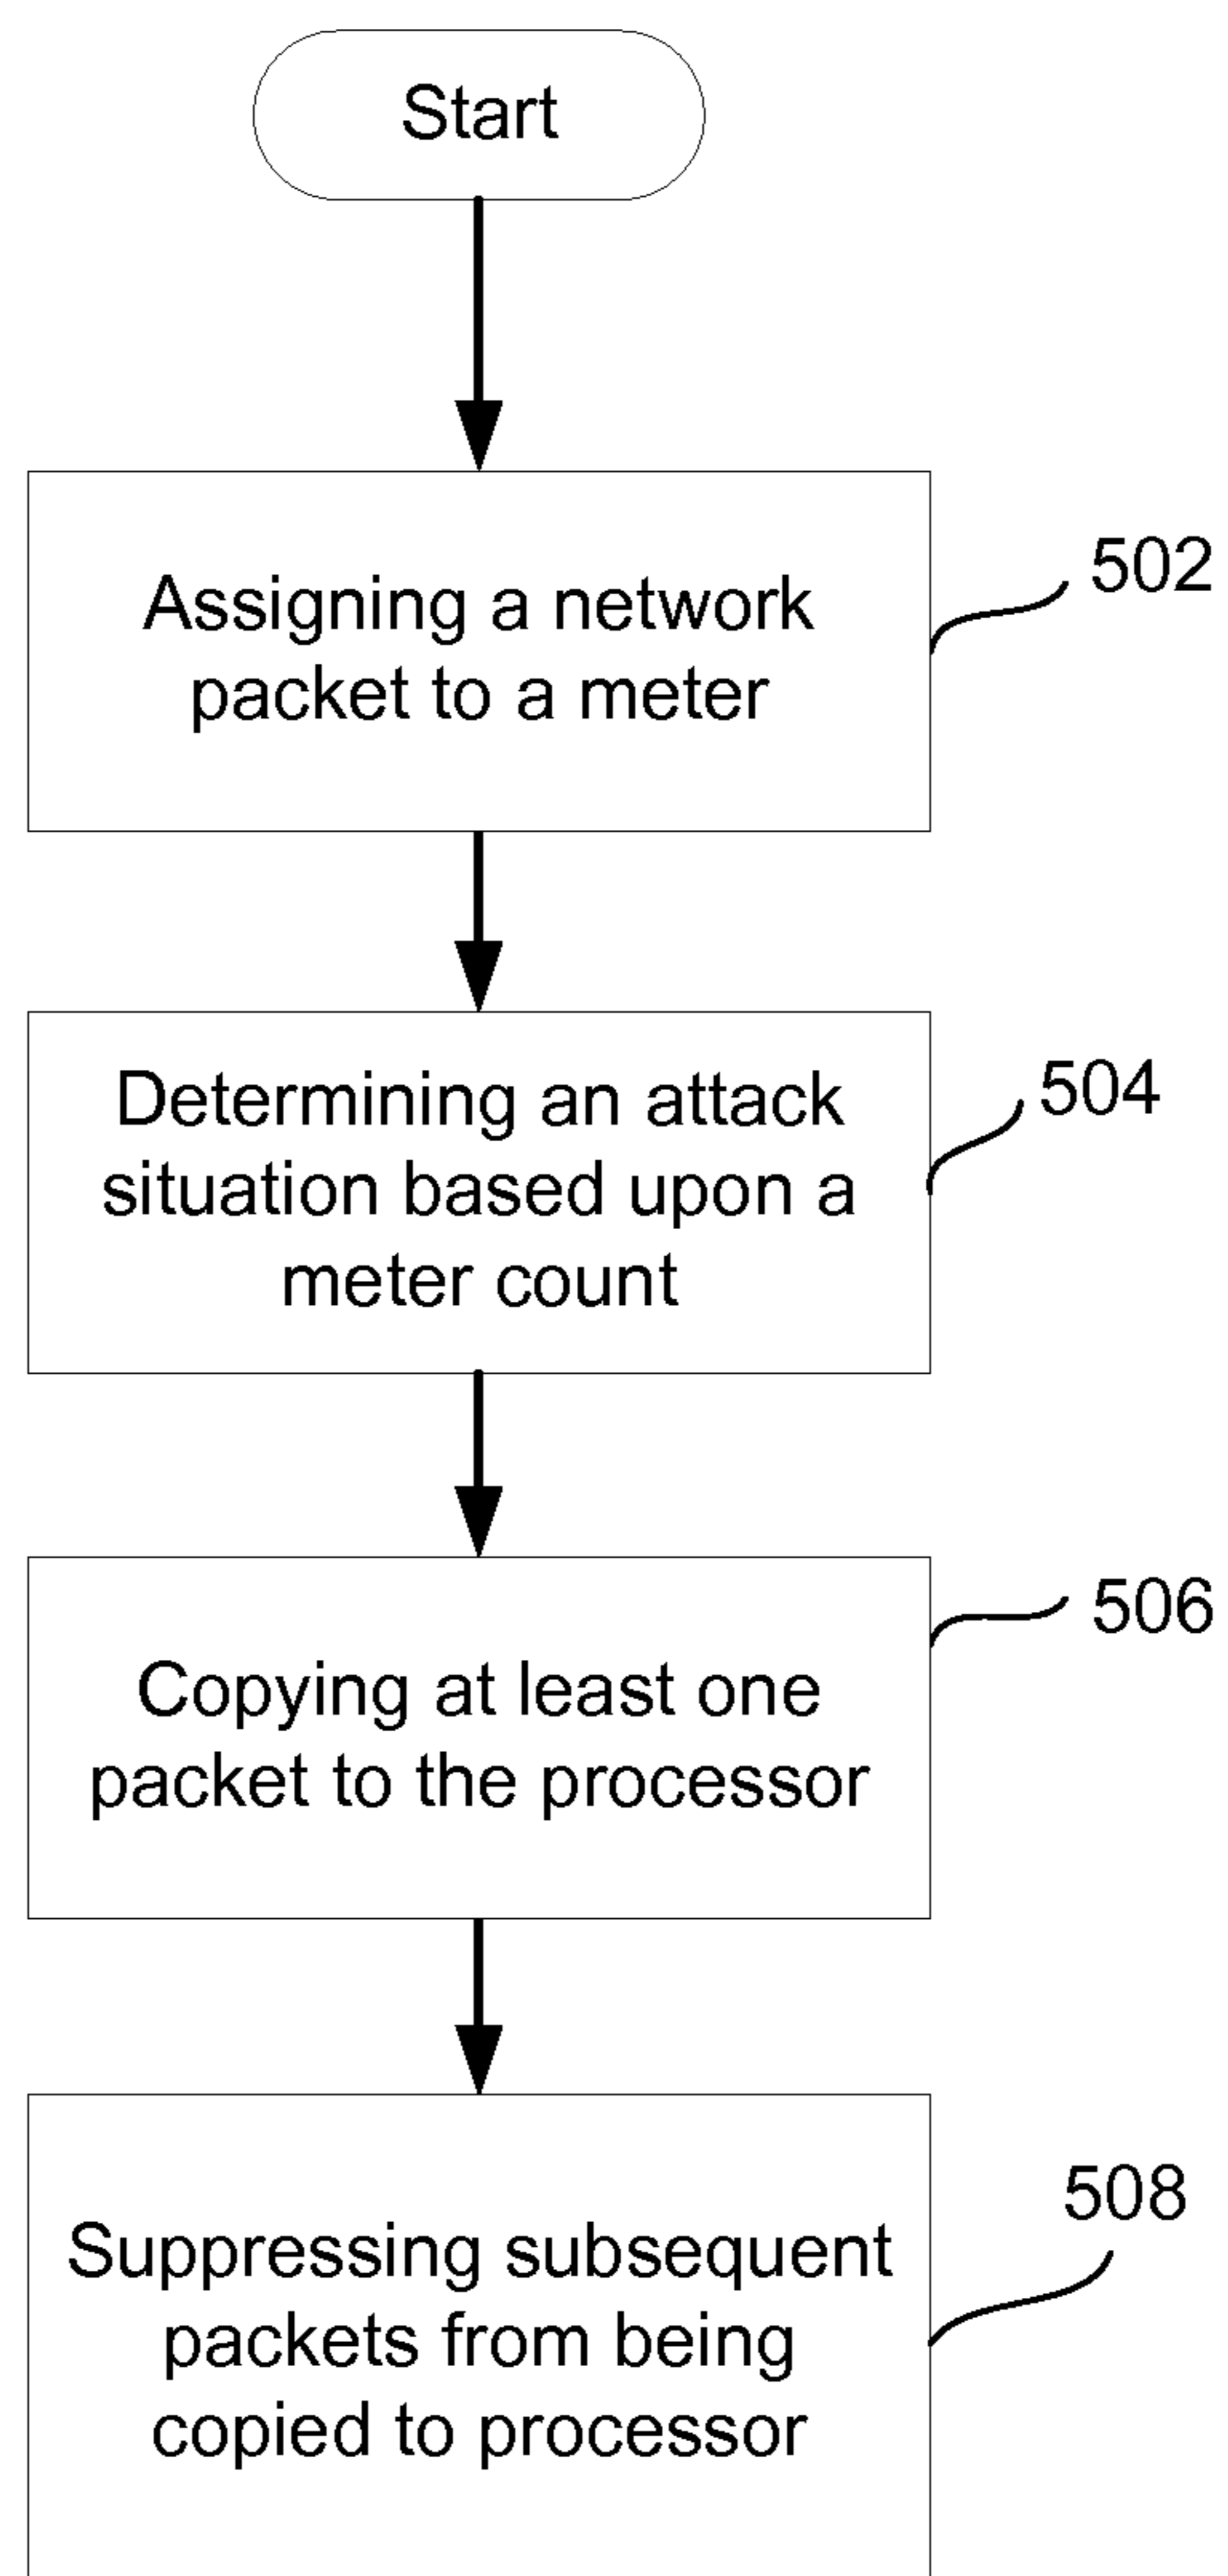 Start
Assigning a network
packet to a meter
502
Determining an attack
situation based upon a
meter count
504
Copying at least one
packet to the processor
506
Suppressing subsequent
packets from being
copied to processor
508